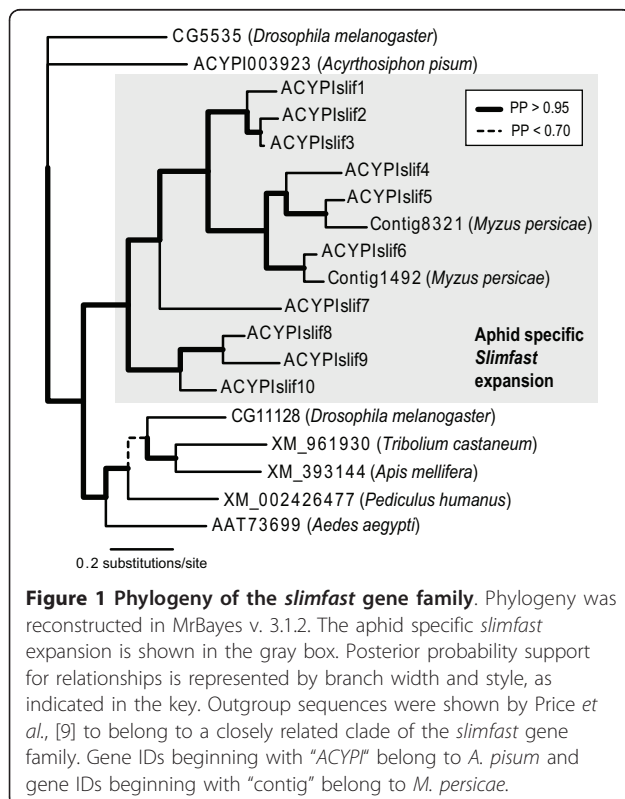 CG5535 (Drosophila melanogaster)
ACYPI003923 (Acyrthosiphon pisum)
ACYPIslif1
ACYPIslif2
ACYPIslif3
PP > 0.95
PP < 0.70
ACYPIslif4
ACYPIslif5
Contig8321 (Myzus persicae)
ACYPIslif6
Contig1492 (Myzus persicae)
ACYPIslif7
ACYPIslif8
ACYPIslif9
ACYPIslif10
Aphid specific
Slimfast
expansion
CG11128 (Drosophila melanogaster)
XM_961930 (Tribolium castaneum)
XM_393144 (Apis mellifera)
XM_002426477 (Pediculus humanus)
AAT73699 (Aedes aegypti)
0.2 substitutions/site
Figure 1 Phylogeny of the slimfast gene family. Phylogeny was
reconstructed in MrBayes v. 3.1.2. The aphid specific slimfast
expansion is shown in the gray box. Posterior probability support
for relationships is represented by branch width and style, as
indicated in the key. Outgroup sequences were shown by Price et
al., [9] to belong to a closely related clade of the slimfast gene
family. Gene IDs beginning with "ACYPI" belong to A. pisum and
gene IDs beginning with "contig" belong to M. persicae.